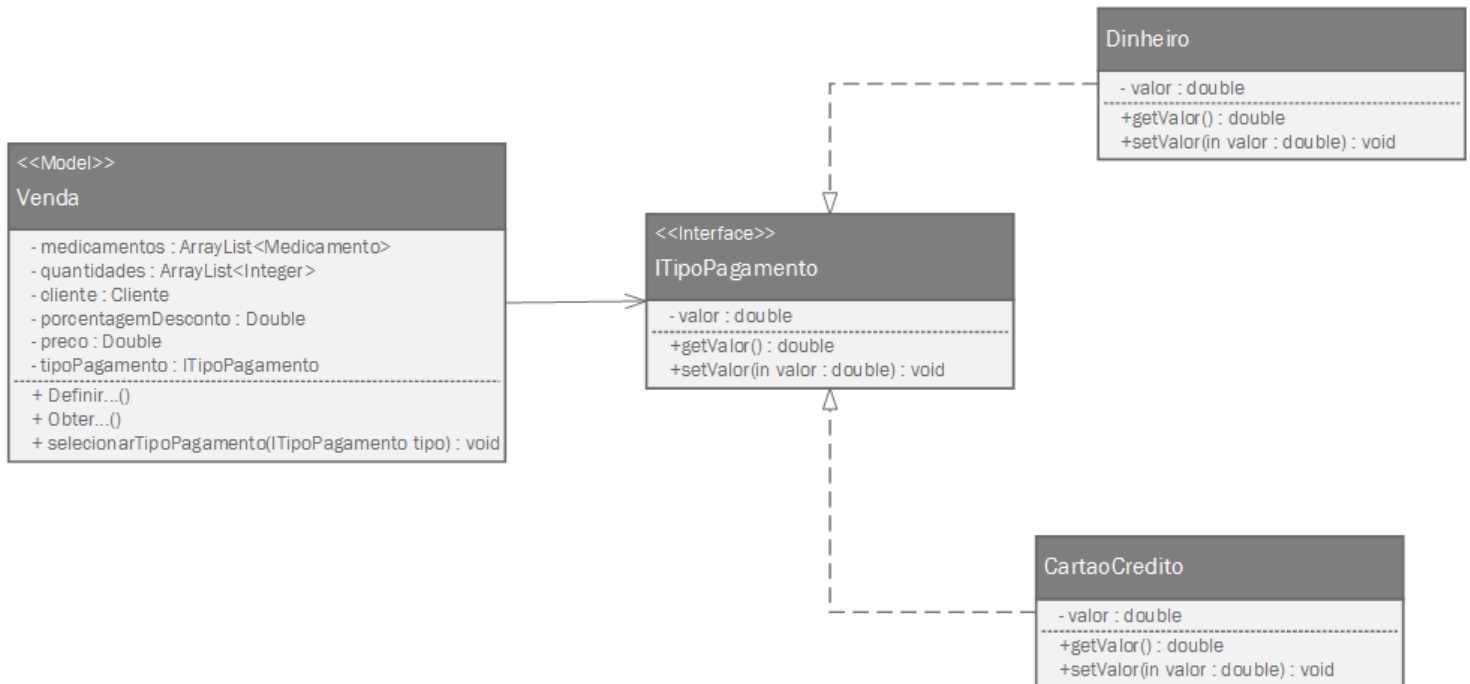 Dinheiro
- valor : double
+getValor() : double
+setValor(in valor : double) : void
<<Model>>
Venda
- medicamentos : ArrayList<Medicamento>
- quantidades : ArrayList<Integer>
- cliente : Cliente
- porcentagemDesconto : Double
- preco : Double
- tipoPagamento : ITipoPagamento
+ Definir...()
+ Obter...()
+ selecionarTipoPagamento(ITipoPagamento tipo) : void
<<Interface>>
ITipoPagamento
- valor : double
+getValor() : double
+setValor(in valor : double) : void
CartaoCredito
- valor : double
+getValor() : double
+setValor(in valor : double) : void